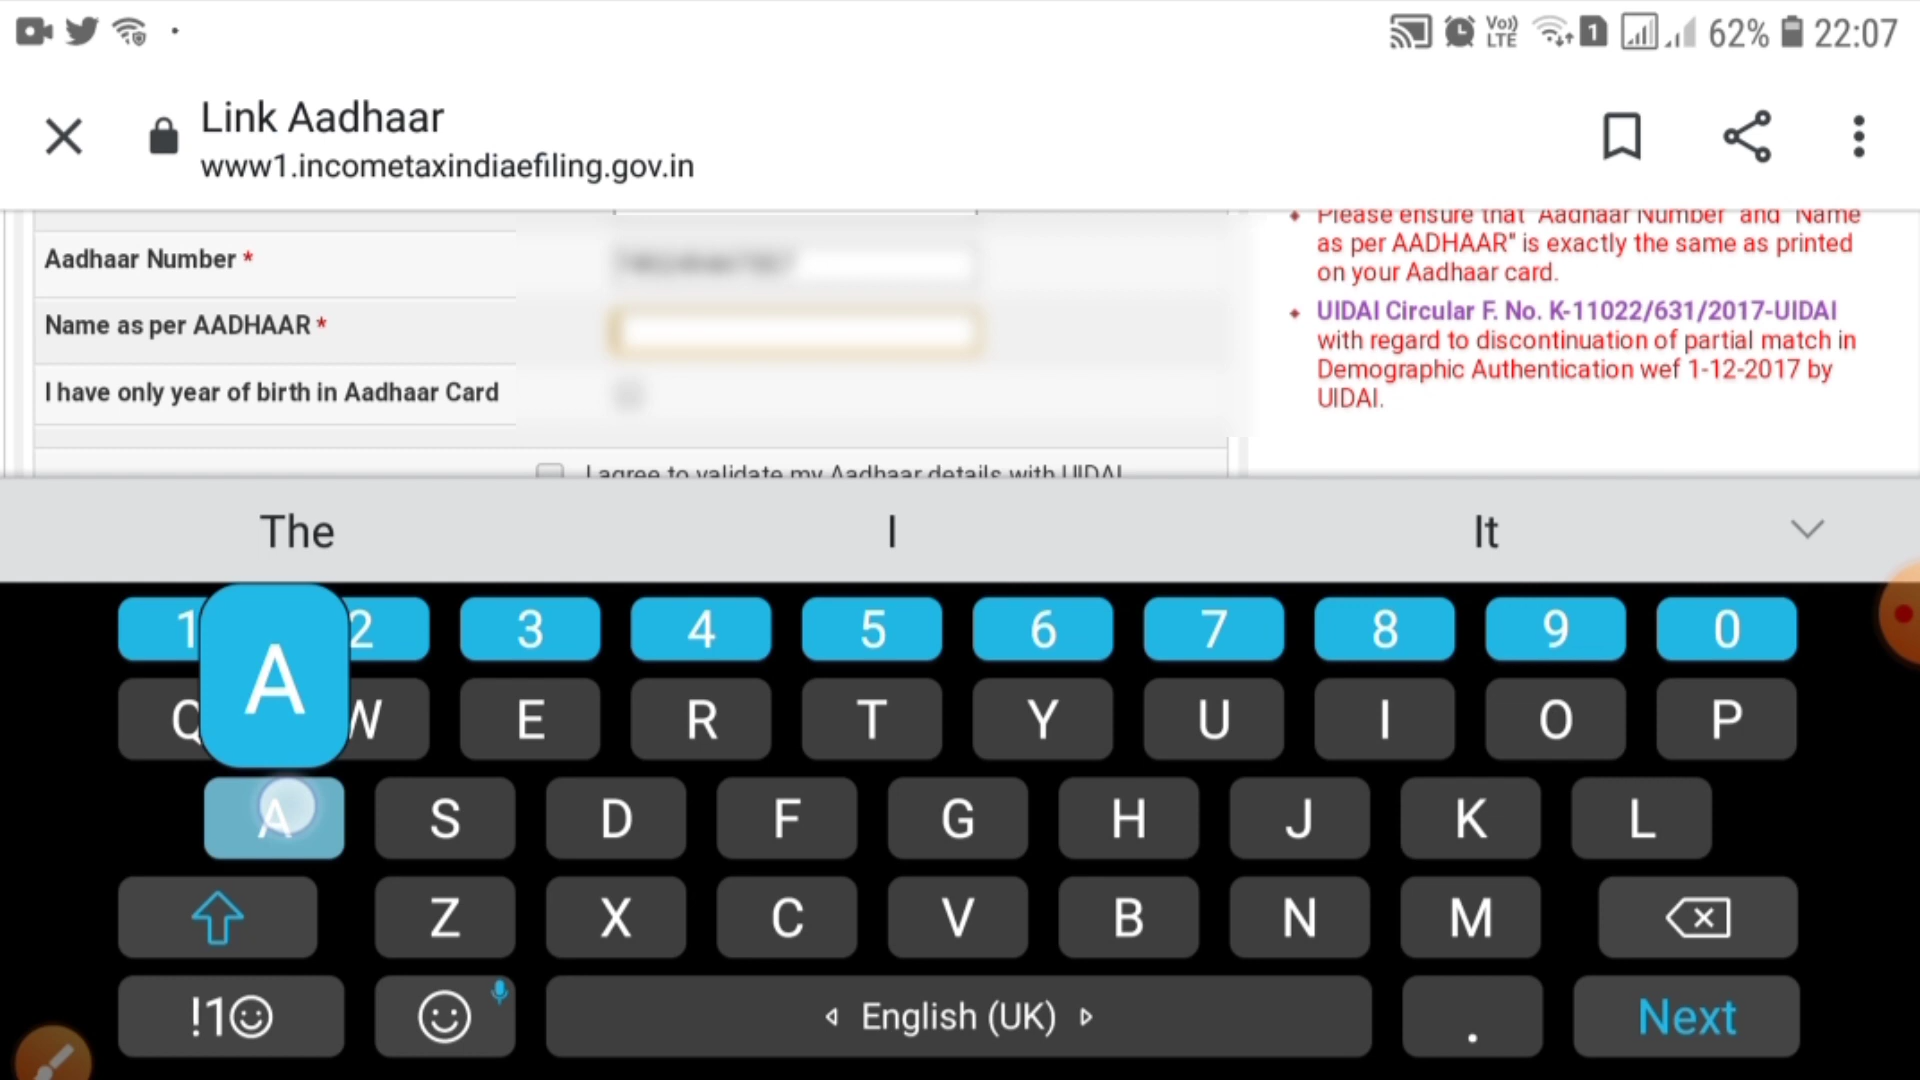 Vo)) LTE 1 62% 22:07
Link Aadhaar
www1.incometaxindiaefiling.gov.in
Please ensure that "Aadhaar Number" and "Name
as per AADHAAR" is exactly the same as printed
on your Aadhaar card.
Aadhaar Number *
Name as per AADHAAR *
I have only year of birth in Aadhaar Card
UIDAI Circular F. No. K-11022/631/2017-UIDAI
with regard to discontinuation of partial match in
Demographic Authentication wef 1-12-2017 by
UIDAI.
I agree to validate my Aadhaar details with UIDAI
The I It
1 2 3 4 5 6 7 8 9 0
A
Q W E R T Y U I O P
A S D F G H J K L
Z X C V B N M
!1☺ English (UK) . Next